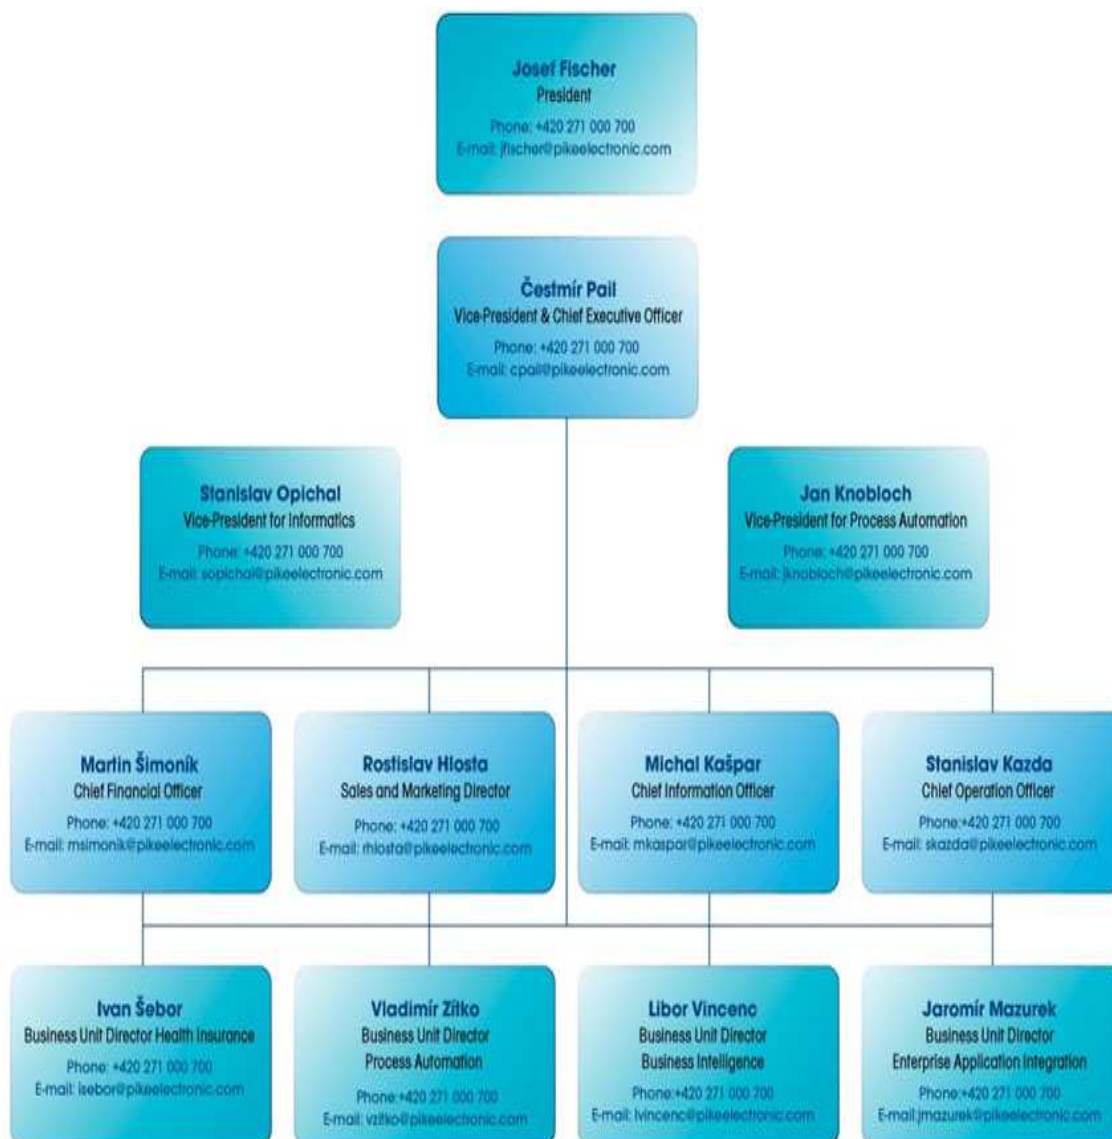 Josef Fischer
President
Phone: +420 271 000 700
E-mail: jfischer@pikeelectronic.com
Čestmír Pail
Vice-President & Chief Executive Officer
Phone: +420 271 000 700
E-mail: cpail@pikeelectronic.com
Stanislav Opichal
Vice-President for Informatics
Phone: +420 271 000 700
E-mail: sopichal@pikeelectronic.com
Jan Knobloch
Vice-President for Process Automation
Phone: +420 271 000 700
E-mail: jknobloch@pikeelectronic.com
Martin Šimoník
Chief Financial Officer
Phone: +420 271 000 700
E-mail: msimonik@pikeelectronic.com
Rostislav Hlosta
Sales and Marketing Director
Phone: +420 271 000 700
E-mail: rhlosta@pikeelectronic.com
Michal Kašpar
Chief Information Officer
Phone: +420 271 000 700
E-mail: mkaspar@pikeelectronic.com
Stanislav Kazda
Chief Operation Officer
Phone:+420 271 000 700
E-mail: skazda@pikeelectronic.com
Ivan Šebor
Business Unit Director Health Insurance
Phone: +420 271 000 700
E-mail: isebor@pikeelectronic.com
Vladimír Zítko
Business Unit Director
Process Automation
Phone:+420 271 000 700
E-mail: vzitko@pikeelectronic.com
Libor Vincenc
Business Unit Director
Business Intelligence
Phone:+420 271 000 700
E-mail: lvincenc@pikeelectronic.com
Jaromír Mazurek
Business Unit Director
Enterprise Application Integration
Phone:+420 271 000 700
E-mail:jmazurek@pikeelectronic.com